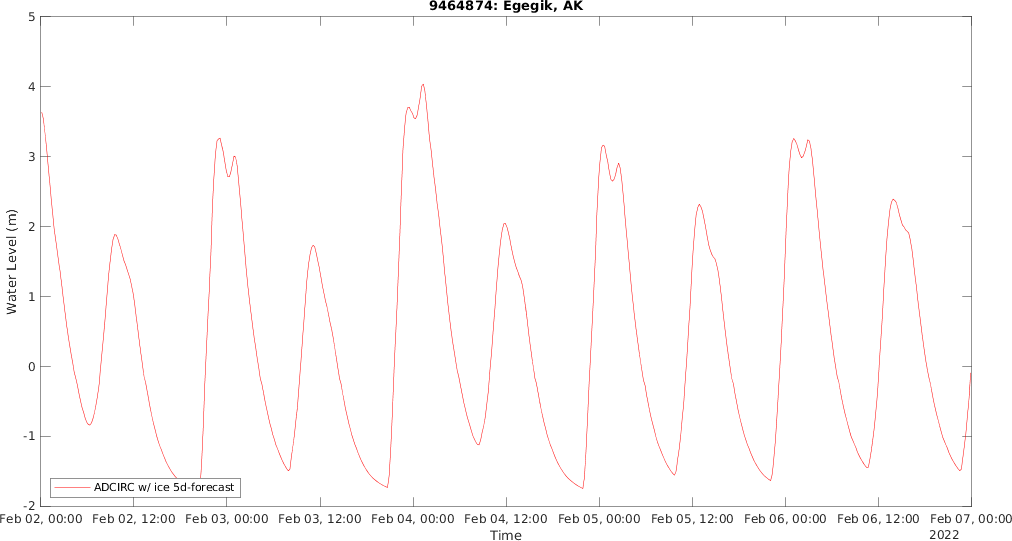 9464874: Egegik, AK
Water Level (m)
5
4
3
2
1
0
-1
-2
ADCIRC w/ ice 5d-forecast
Feb 02, 00:00 Feb 02, 12:00 Feb 03, 00:00 Feb 03, 12:00 Feb 04, 00:00 Feb 04, 12:00 Feb 05, 00:00 Feb 05, 12:00 Feb 06, 00:00 Feb 06, 12:00 Feb 07, 00:00
2022
Time